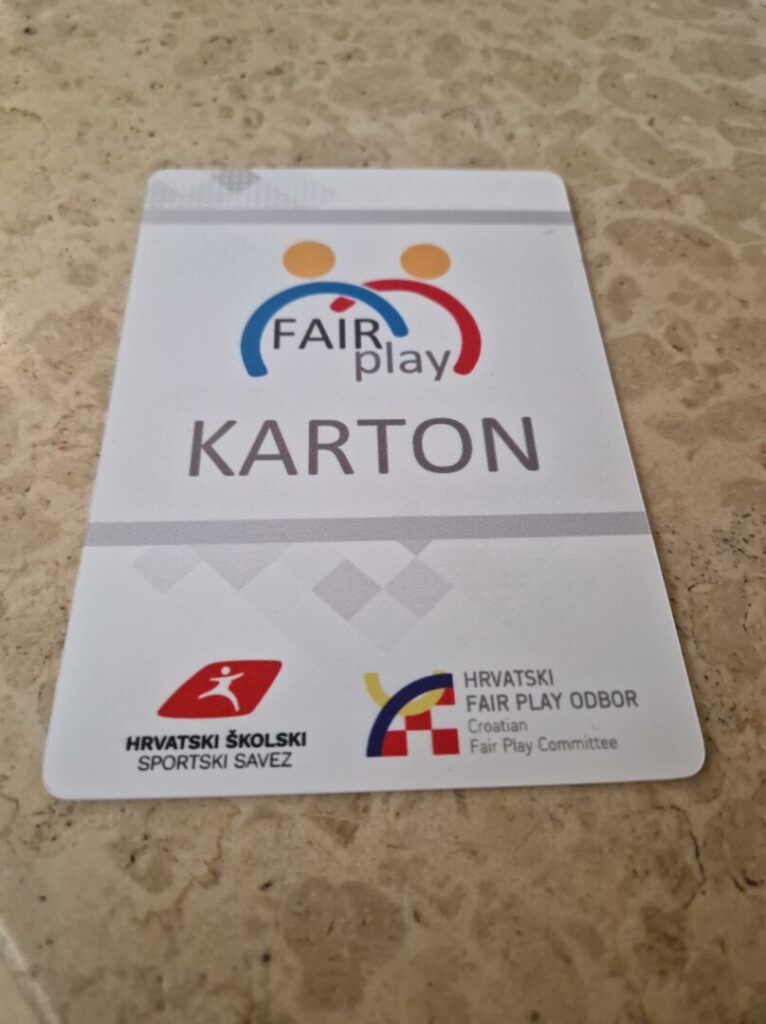 FAIR
play
KARTON
HRVATSKI ŠKOLSKI
SPORTSKI SAVEZ
HRVATSKI
FAIR PLAY ODBOR
Croatian
Fair Play Committee